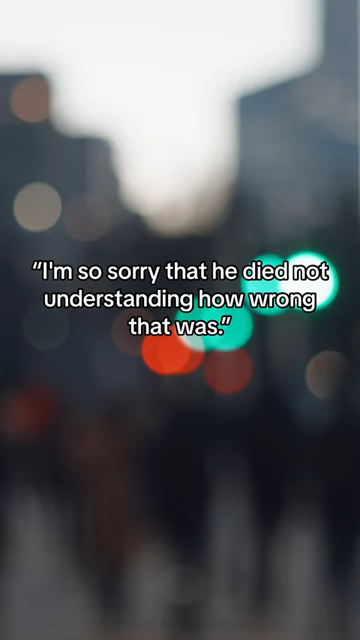 “I'm so sorry that he died not
understanding how wrong
that was.”